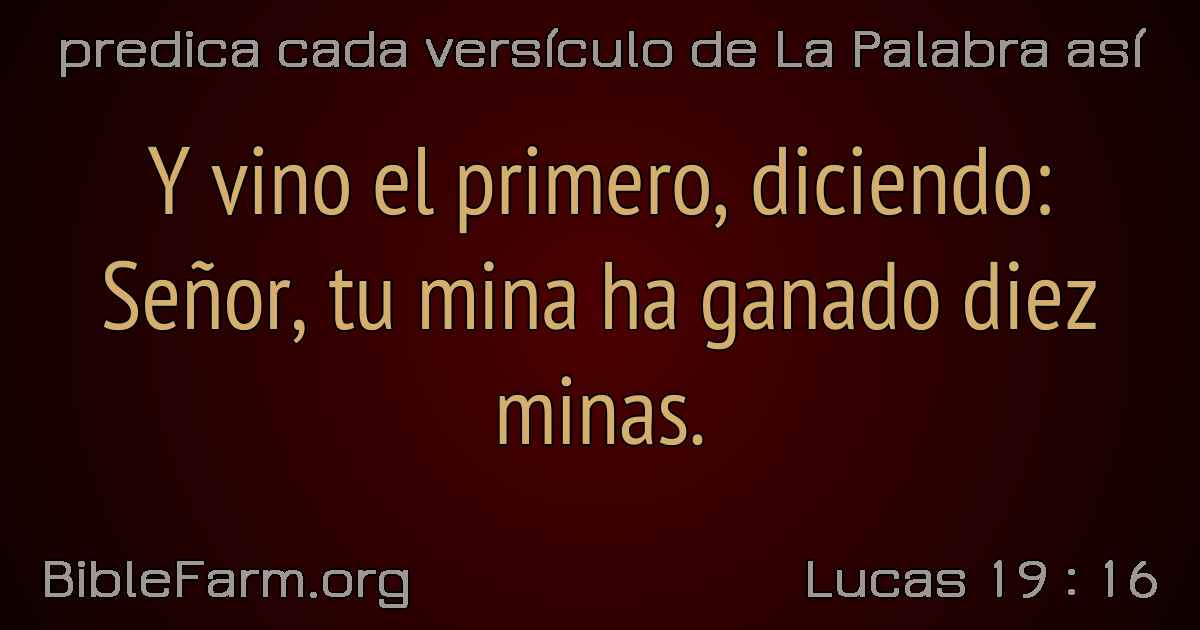 predica cada versículo de La Palabra así
Y vino el primero, diciendo:
Señor, tu mina ha ganado diez
minas.
BibleFarm.org
Lucas 19 : 16